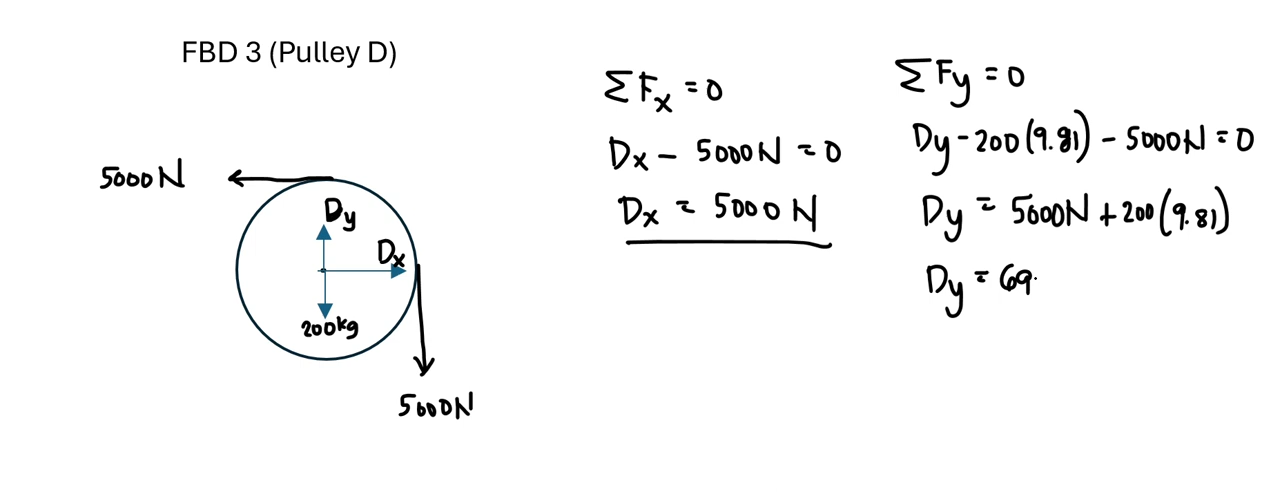 FBD 3 (Pulley D)
5000N
Dy
Dx
200kg
5000N
ΣFx = 0
Dx - 5000N = 0
Dx = 5000N
ΣFy = 0
Dy - 200(9.81) - 5000N = 0
Dy = 5000N + 200(9.81)
Dy = 69